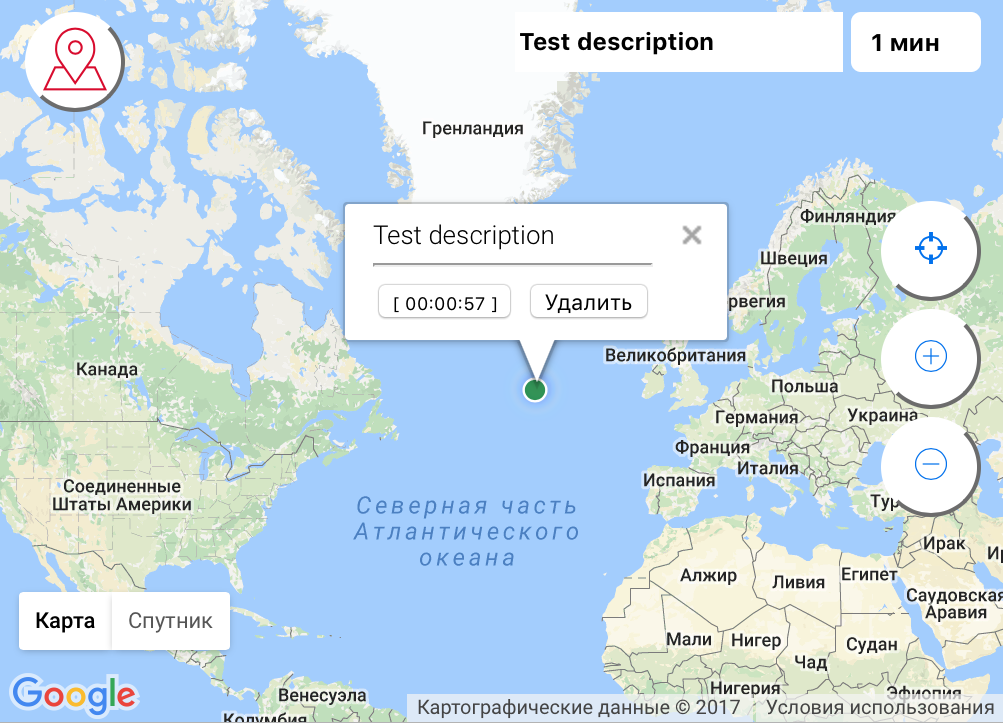 Test description
1 мин
Гренландия
Финляндия
Швеция
Test description
[ 00:00:57 ]
Удалить
рвегия
Великобритания
Канада
Польша
Германия
Украина
Франция
Италия
Испания
Соединенные
Штаты Америки
Тур
Северная часть
Атлантического
океана
Ирак
Алжир
Ливия
Египет
Саудовская
Аравия
Карта
Спутник
Мали
Нигер
Судан
Чад
Google
Венесуэла
Нигерия
Эфиопия
Колумбия
Картографические данные © 2017
Условия использования